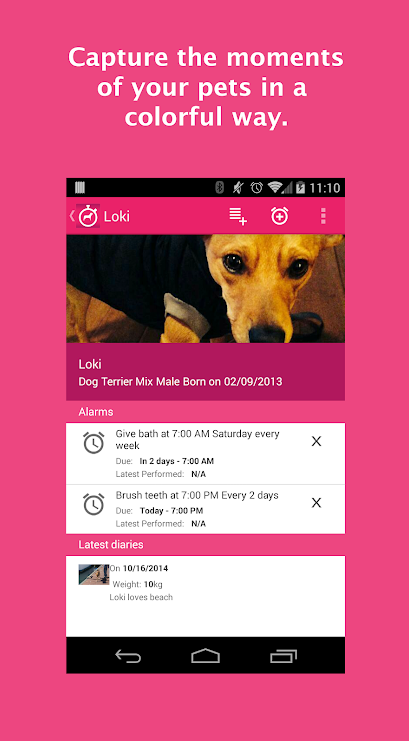 Capture the moments
of your pets in a
colorful way.
11:10
Loki
Loki
Dog Terrier Mix Male Born on 02/09/2013
Alarms
Give bath at 7:00 AM Saturday every
week
X
Due: In 2 days - 7:00 AM
Latest Performed: N/A
Brush teeth at 7:00 PM Every 2 days
X
Due: Today - 7:00 PM
Latest Performed: N/A
Latest diaries
On 10/16/2014
Weight: 10kg
Loki loves beach